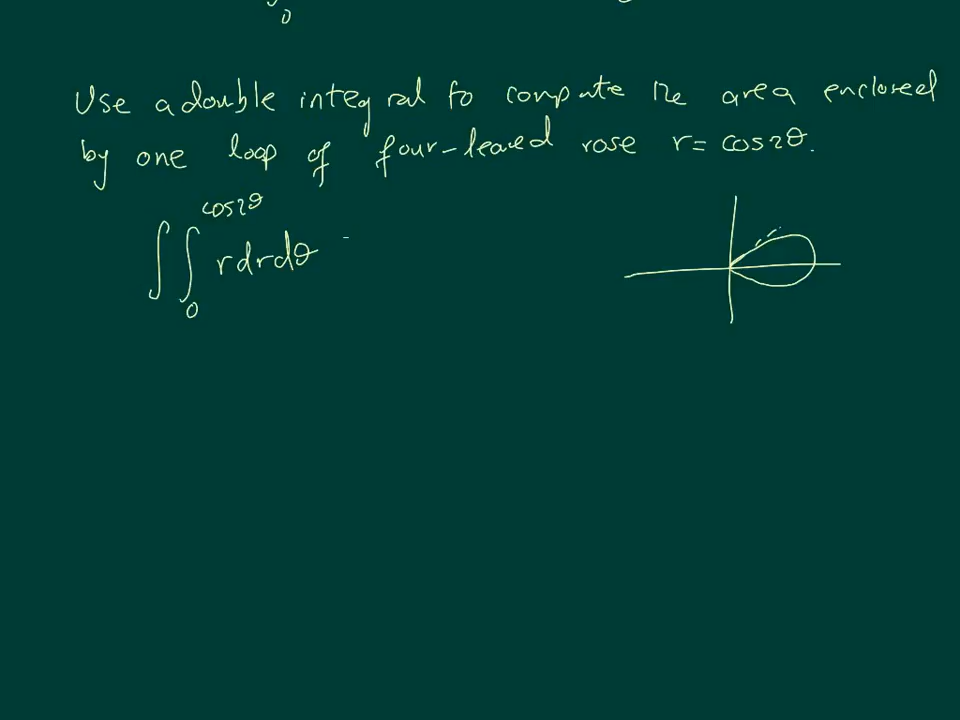 0
Use a double integral to compute the area enclosed
by one loop of four-leaved rose r = cos2θ.
∫∫_0^{cos2θ} r dr dθ